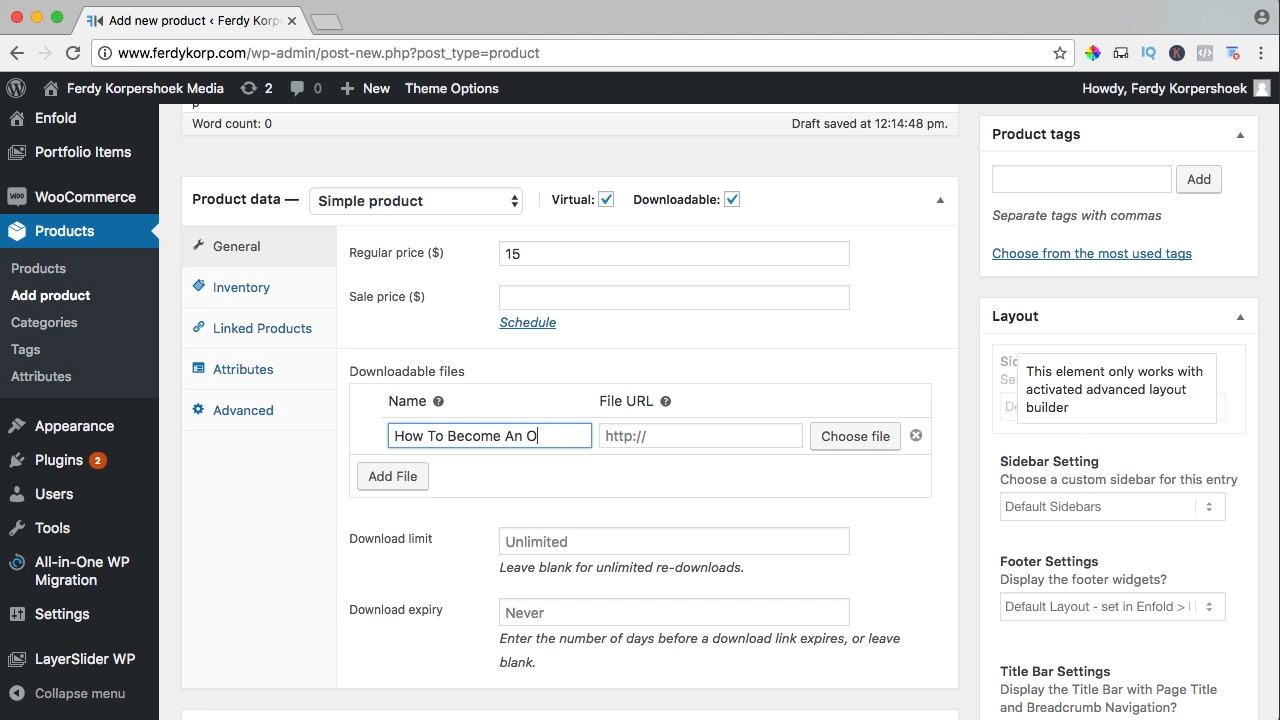 Add new product ‹ Ferdy Korp
www.ferdykorp.com/wp-admin/post-new.php?post_type=product
Ferdy Korpershoek Media 2 0 New Theme Options Howdy, Ferdy Korpershoek
Enfold
Portfolio Items
WooCommerce
Products
Products
Add product
Categories
Tags
Attributes
Appearance
Plugins 2
Users
Tools
All-in-One WP
Migration
Settings
LayerSlider WP
Collapse menu
p
Word count: 0 Draft saved at 12:14:48 pm.
Product data — Simple product Virtual: Downloadable:
General
Inventory
Linked Products
Attributes
Advanced
Regular price ($) 15
Sale price ($)
Schedule
Downloadable files
Name ? File URL ?
How To Become An O http:// Choose file
Add File
Download limit Unlimited
Leave blank for unlimited re-downloads.
Download expiry Never
Enter the number of days before a download link expires, or leave
blank.
Product tags
Add
Separate tags with commas
Choose from the most used tags
Layout
This element only works with
activated advanced layout
builder
Sidebar Setting
Choose a custom sidebar for this entry
Default Sidebars
Footer Settings
Display the footer widgets?
Default Layout - set in Enfold >
Title Bar Settings
Display the Title Bar with Page Title
and Breadcrumb Navigation?